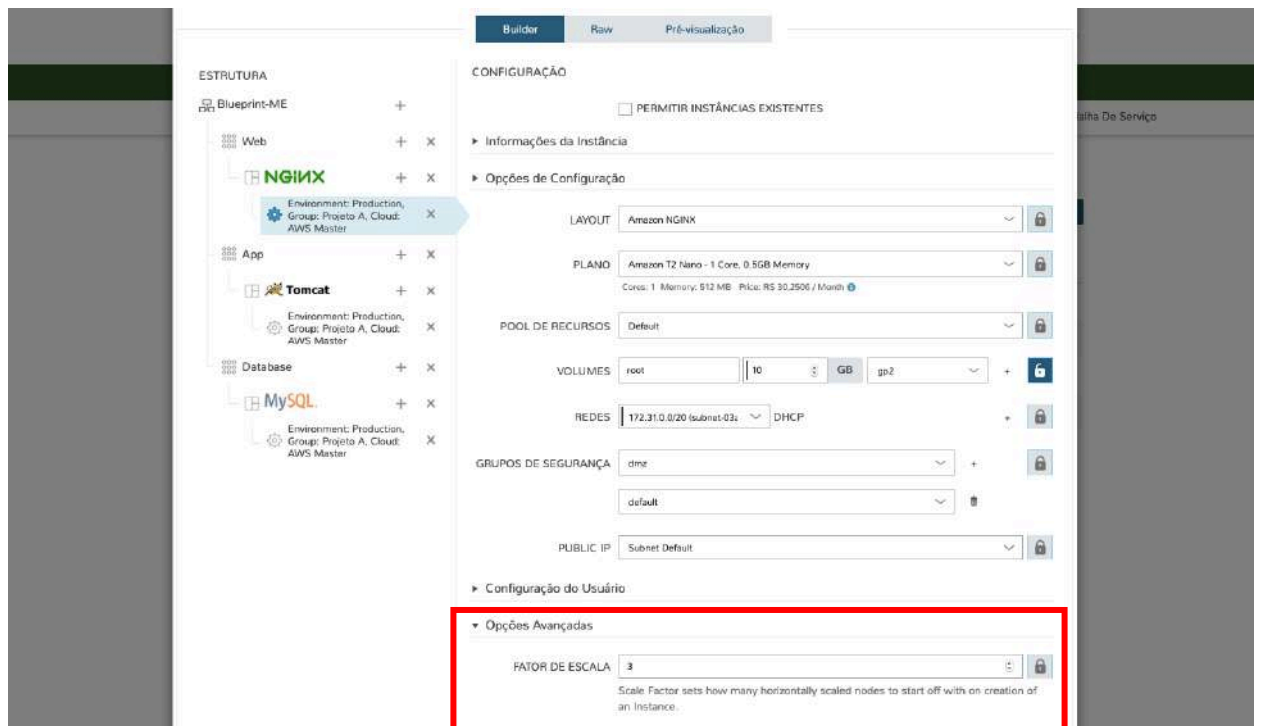 Builder Raw Pré-visualização
ESTRUTURA
Blueprint-ME
Web
NGiNX
Environment: Production,
Group: Projeto A, Cloud:
AWS Master
App
Tomcat
Environment: Production,
Group: Projeto A, Cloud:
AWS Master
Database
MySQL.
Environment: Production,
Group: Projeto A, Cloud:
AWS Master
CONFIGURAÇÃO
PERMITIR INSTÂNCIAS EXISTENTES
Informações da Instância
Opções de Configuração
LAYOUT Amazon NGINX
PLANO Amazon T2 Nano - 1 Core, 0.5GB Memory
Cores: 1 Memory: 512 MB Price: R$ 30,2506 / Month
POOL DE RECURSOS Default
VOLUMES root 10 GB gp2
REDES 172.31.0.0/20 (subnet-03a DHCP
GRUPOS DE SEGURANÇA dmz
default
PUBLIC IP Subnet Default
Configuração do Usuário
Opções Avançadas
FATOR DE ESCALA 3
Scale Factor sets how many horizontally scaled nodes to start off with on creation of
an Instance.
De Serviço